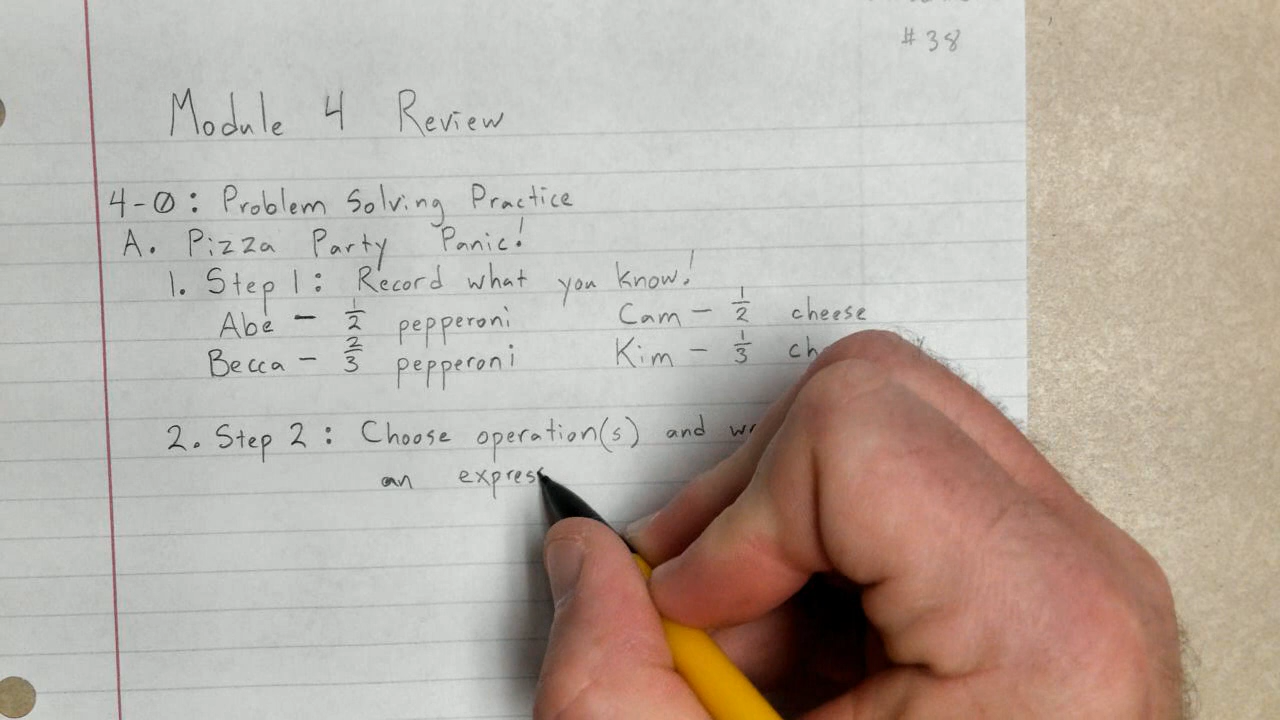 #38
Module 4 Review
4-0: Problem Solving Practice
A. Pizza Party Panic!
1. Step 1: Record what you know!
Abe - 1/2 pepperoni Cam - 1/2 cheese
Becca - 2/3 pepperoni Kim - 1/3
2. Step 2: Choose operation(s) and
an express